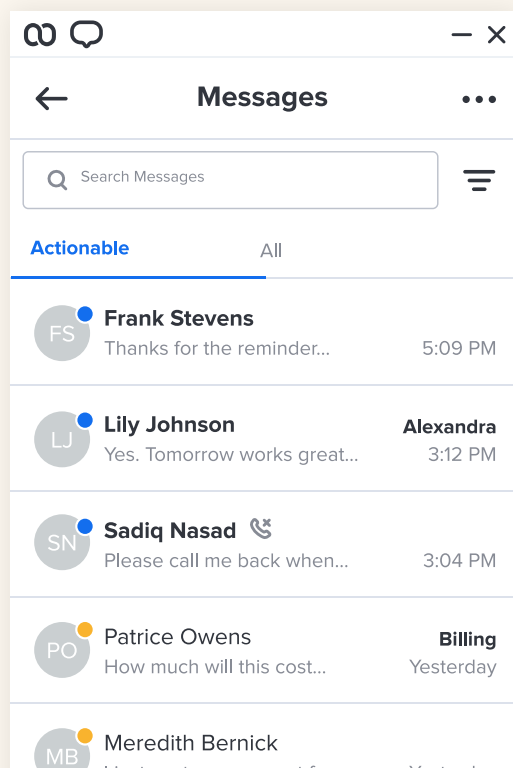 Messages
Search Messages
Actionable
All
FS
Frank Stevens
Thanks for the reminder...
5:09 PM
LJ
Lily Johnson
Alexandra
Yes. Tomorrow works great...
3:12 PM
SN
Sadiq Nasad
Please call me back when...
3:04 PM
PO
Patrice Owens
Billing
How much will this cost...
Yesterday
MB
Meredith Bernick